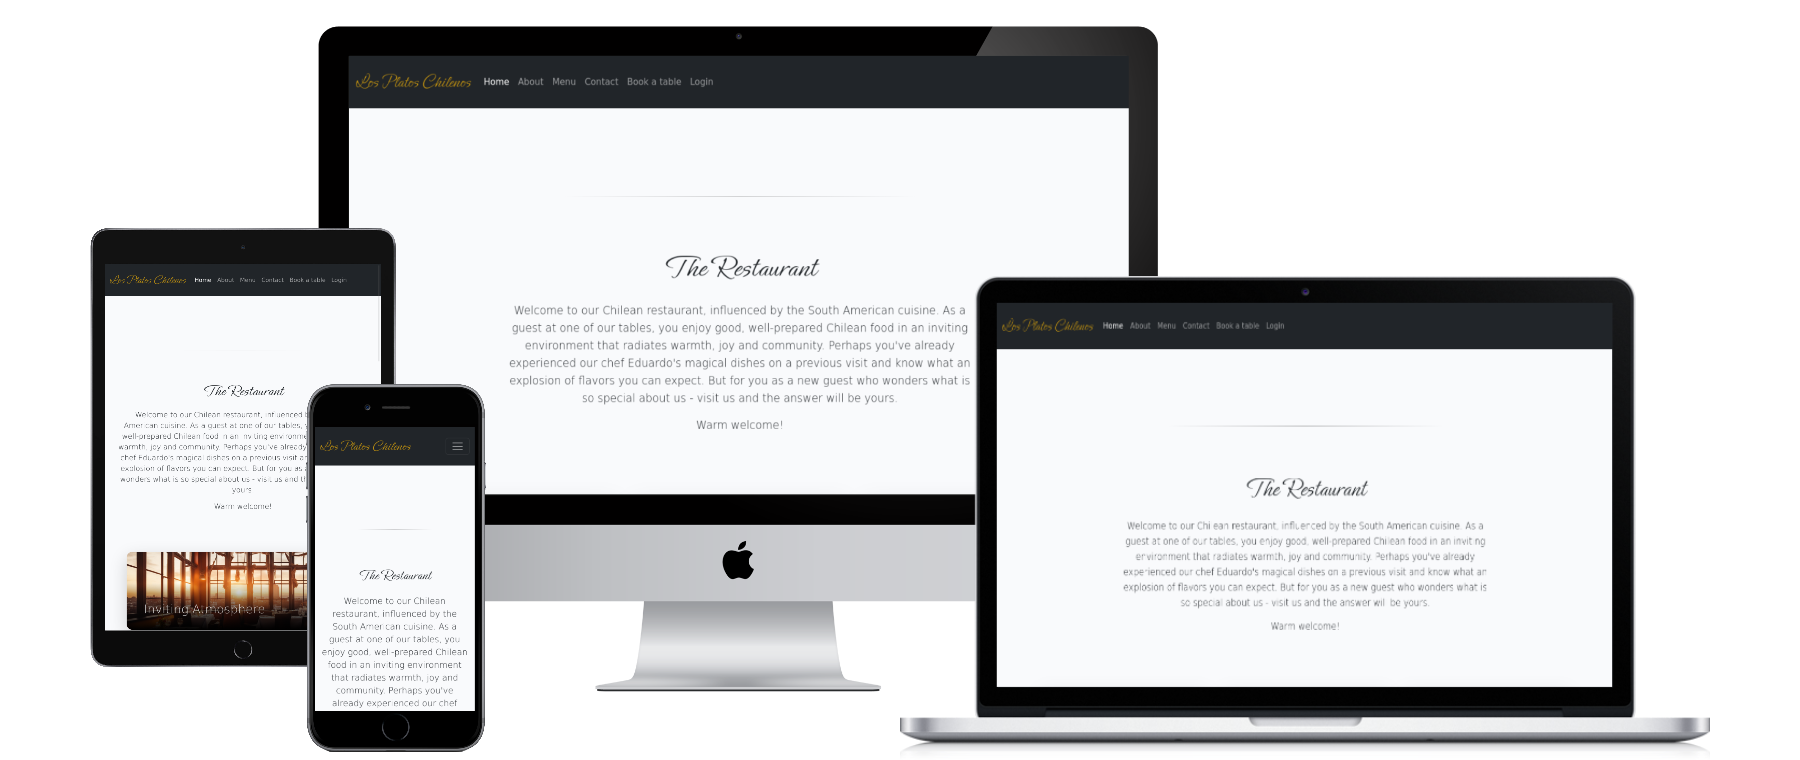 Los Platos Chilenos Home About Menu Contact Book a table Login
The Restaurant
Welcome to our Chilean restaurant, influenced by the South American cuisine. As a
guest at one of our tables, you enjoy good, well-prepared Chilean food in an inviting
environment that radiates warmth, joy and community. Perhaps you've already
experienced our chef Eduardo's magical dishes on a previous visit and know what an
explosion of flavors you can expect. But for you as a new guest who wonders what is
so special about us - visit us and the answer will be yours.
Warm welcome!
Los Platos Chilenos Home About Menu Contact Book a table Login
The Restaurant
Welcome to our Chilean restaurant, influenced
American cuisine. As a guest at one of our tables,
well-prepared Chilean food in an inviting
warmth, joy and community. Perhaps you've already
chef Eduardo's magical dishes on a previous visit
explosion of flavors you can expect. But for you as
wonders what is so special about us - visit us and
yours.
Warm welcome!
Inviting Atmosphere
Los Platos Chilenos
The Restaurant
Welcome to our Chilean
restaurant, influenced by the
South American cuisine. As a
guest at one of our tables, you
enjoy good, well-prepared Chilean
food in an inviting environment
that radiates warmth, joy and
community. Perhaps you've
already experienced our chef
Los Platos Chilenos Home About Menu Contact Book a table Login
The Restaurant
Welcome to our Chilean restaurant, influenced by the South American cuisine. As a
guest at one of our tables, you enjoy good, well-prepared Chilean food in an inviting
environment that radiates warmth, joy and community. Perhaps you've already
experienced our chef Eduardo's magical dishes on a previous visit and know what an
explosion of flavors you can expect. But for you as a new guest who wonders what is
so special about us - visit us and the answer will be yours.
Warm welcome!